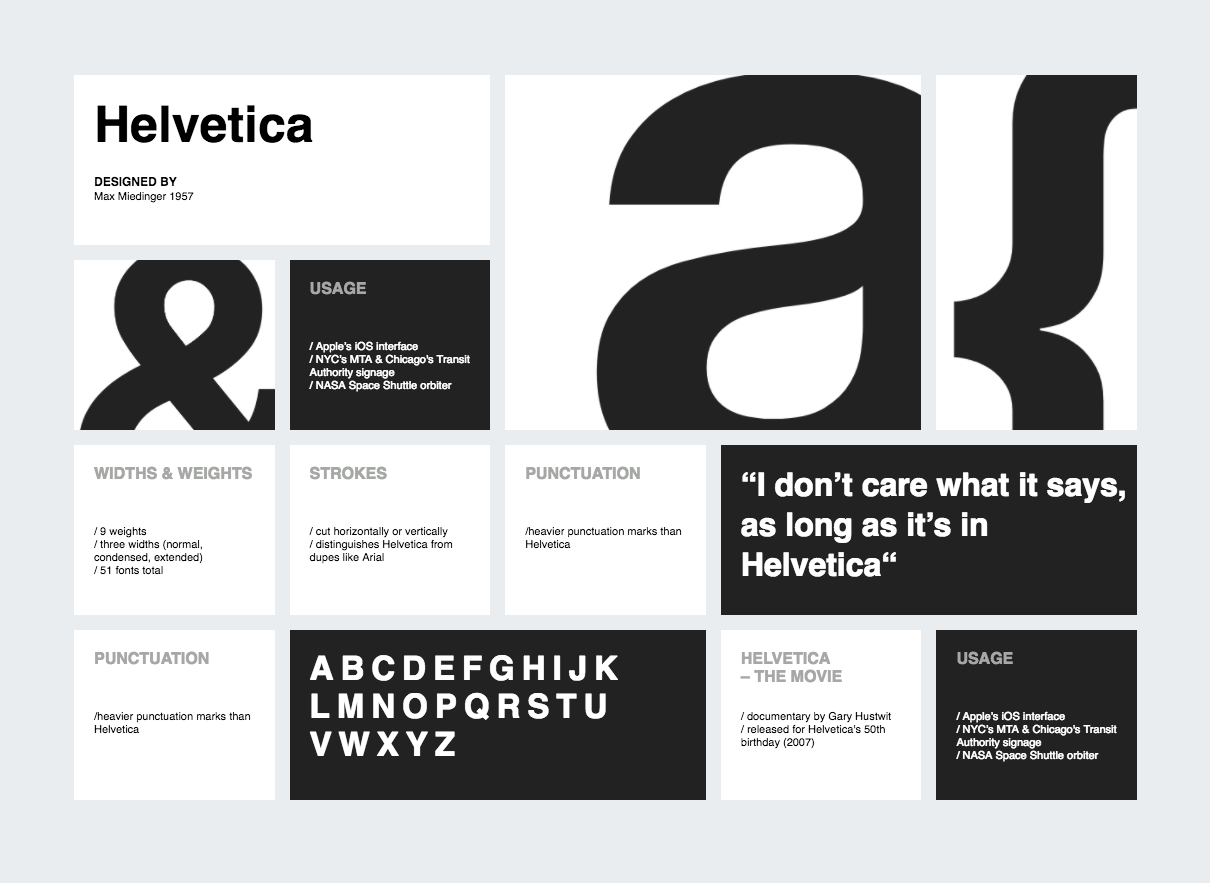 Helvetica
DESIGNED BY
Max Miedinger 1957
a
{
&
USAGE
/ Apple’s iOS interface
/ NYC’s MTA & Chicago’s Transit
Authority signage
/ NASA Space Shuttle orbiter
WIDTHS & WEIGHTS
/ 9 weights
/ three widths (normal,
condensed, extended)
/ 51 fonts total
STROKES
/ cut horizontally or vertically
/ distinguishes Helvetica from
dupes like Arial
PUNCTUATION
/heavier punctuation marks than
Helvetica
“I don’t care what it says,
as long as it’s in
Helvetica“
PUNCTUATION
/heavier punctuation marks than
Helvetica
ABCDEFGHIJK
LMNOPQRSTU
VWXYZ
HELVETICA
– THE MOVIE
/ documentary by Gary Hustwit
/ released for Helvetica's 50th
birthday (2007)
USAGE
/ Apple’s iOS interface
/ NYC’s MTA & Chicago’s Transit
Authority signage
/ NASA Space Shuttle orbiter